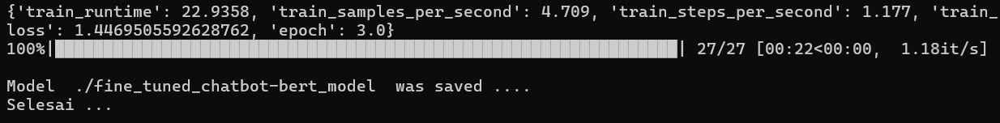 {'train_runtime': 22.9358, 'train_samples_per_second': 4.709, 'train_steps_per_second': 1.177, 'train_
loss': 1.4469505592628762, 'epoch': 3.0}
100%|████████████████████████████████████████████████████████████████| 27/27 [00:22<00:00,  1.18it/s]
Model  ./fine_tuned_chatbot-bert_model  was saved ....
Selesai ...